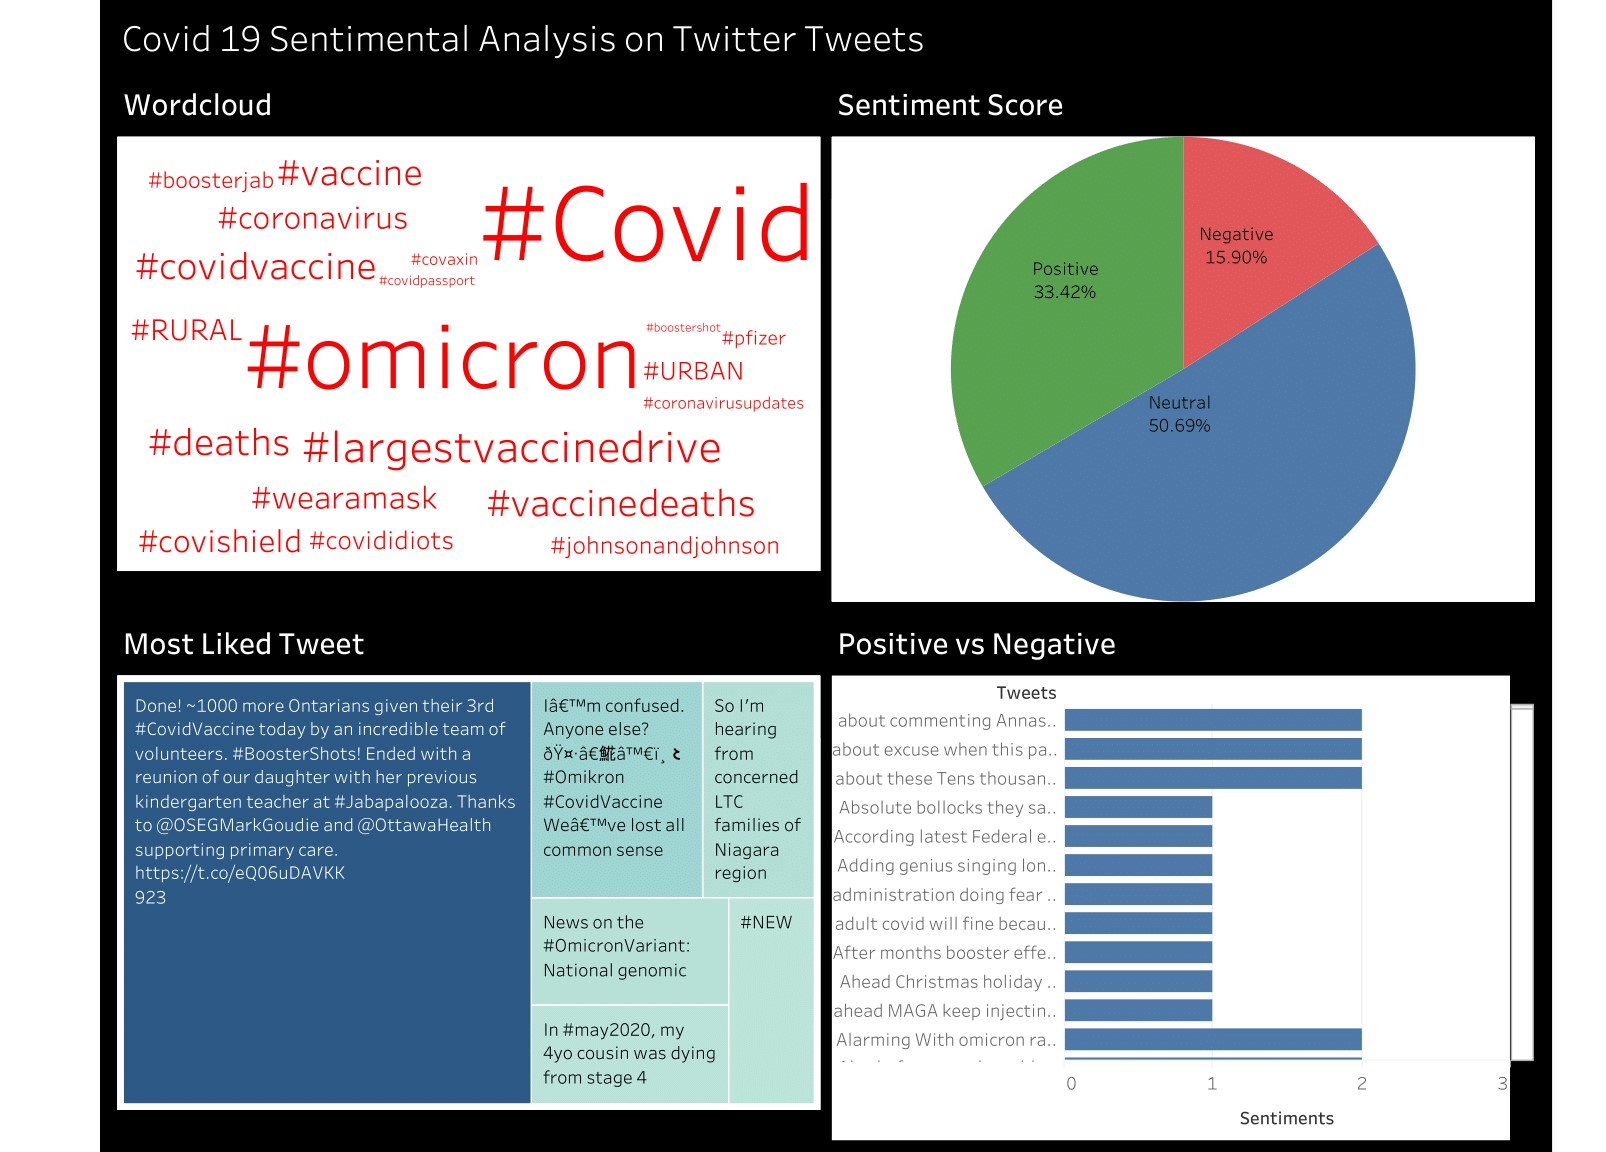 Covid 19 Sentimental Analysis on Twitter Tweets
Wordcloud
#boosterjab #vaccine
#Covid
#coronavirus
#covidvaccine #covaxin
#covidpassport
#RURAL #omicron #boostershot #pfizer
#URBAN
#coronavirusupdates
#deaths #largestvaccinedrive
#wearamask #vaccinedeaths
#covishield #covididiots #johnsonandjohnson
Sentiment Score
Negative
15.90%
Positive
33.42%
Neutral
50.69%
Most Liked Tweet
Done! ~1000 more Ontarians given their 3rd
#CovidVaccine today by an incredible team of
volunteers. #BoosterShots! Ended with a
reunion of our daughter with her previous
kindergarten teacher at #Jabapalooza. Thanks
to @OSEGMarkGoudie and @OttawaHealth
supporting primary care.
https://t.co/eQ06uDAVKK
923
Iâ€™m confused.
Anyone else?
#Omikron
#CovidVaccine
Weâ€™ve lost all
common sense
So I’m
hearing
from
concerned
LTC
families of
Niagara
region
News on the
#OmicronVariant:
National genomic
#NEW
In #may2020, my
4yo cousin was dying
from stage 4
Positive vs Negative
Tweets
about commenting Annas..
about excuse when this pa..
about these Tens thousan..
Absolute bollocks they sa..
According latest Federal e..
Adding genius singing lon..
administration doing fear ..
adult covid will fine becau..
After months booster effe..
Ahead Christmas holiday ..
ahead MAGA keep injectin..
Alarming With omicron ra..
0 1 2 3
Sentiments